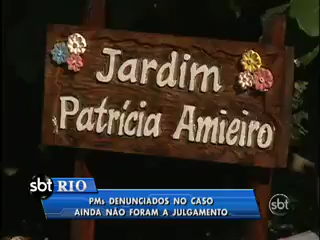 Jardim
Patrícia Amieiro
sbt RIO
PMs DENUNCIADOS NO CASO
AINDA NÃO FORAM A JULGAMENTO
sbt